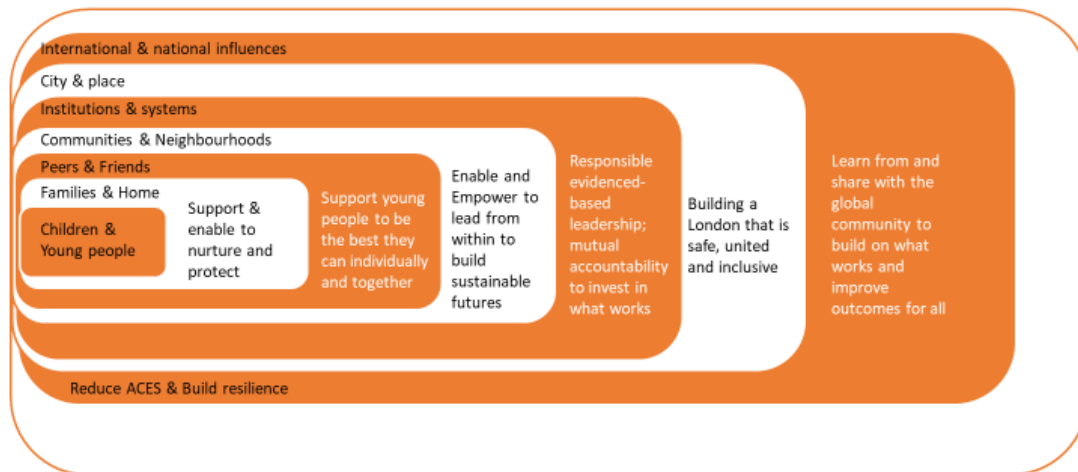 International & national influences
City & place
Institutions & systems
Communities & Neighbourhoods
Peers & Friends
Families & Home
Children &
Young people
Support &
enable to
nurture and
protect
Support young
people to be
the best they
can individually
and together
Enable and
Empower to
lead from
within to
build
sustainable
futures
Responsible
evidenced-
based
leadership;
mutual
accountability
to invest in
what works
Building a
London that is
safe, united
and inclusive
Learn from and
share with the
global
community to
build on what
works and
improve
outcomes for all
Reduce ACES & Build resilience